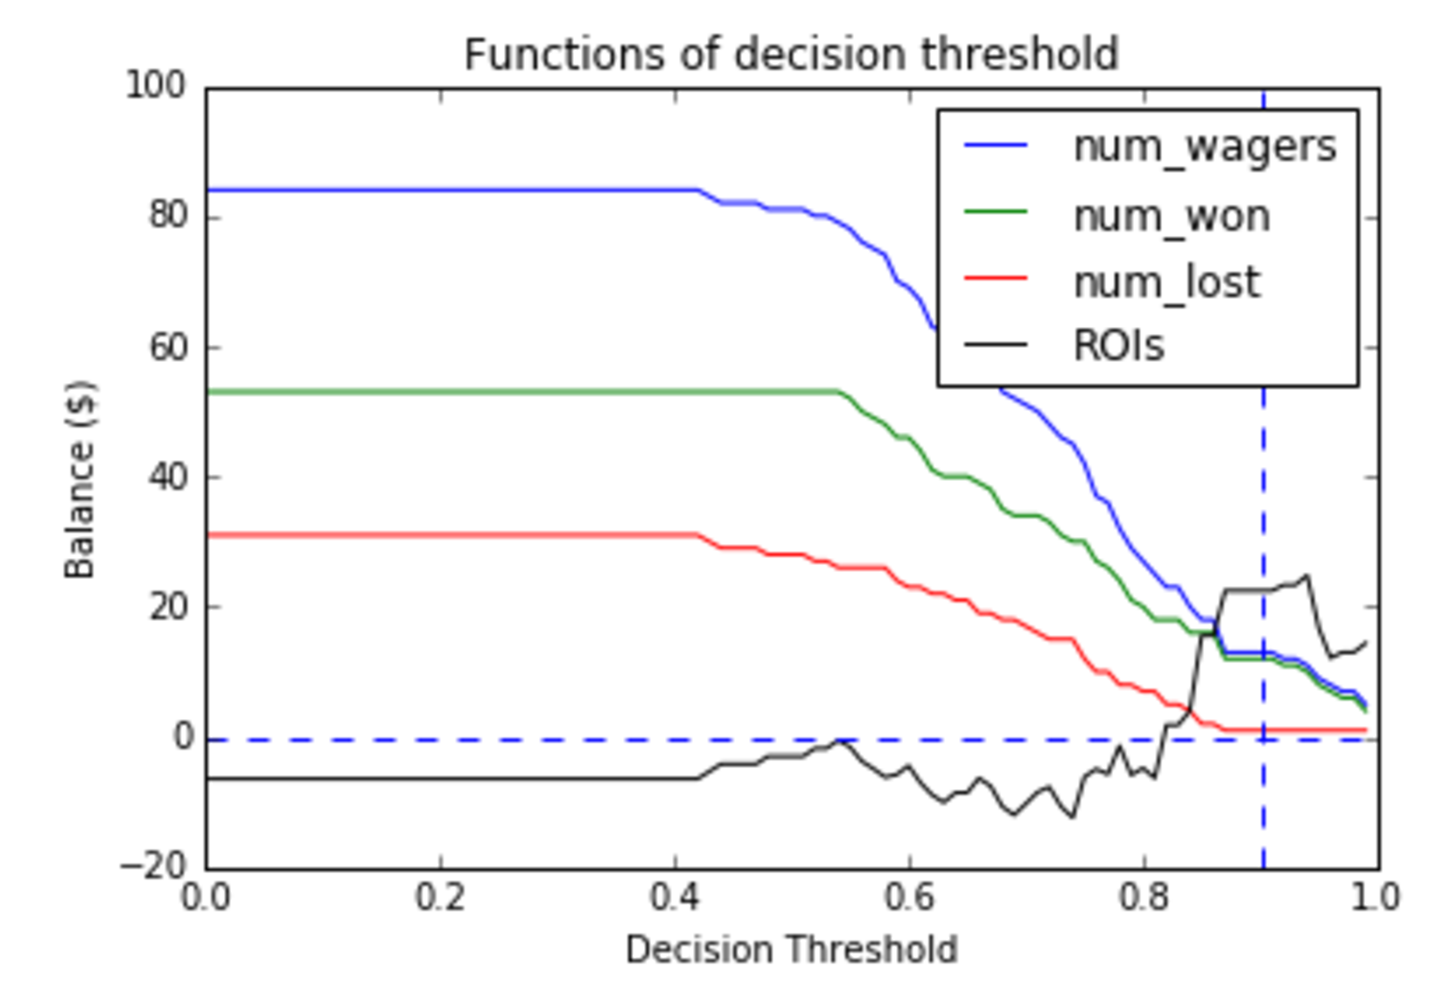 Functions of decision threshold
100
80
60
40
20
0
−20
Balance ($)
num_wagers
num_won
num_lost
ROIs
0.0 0.2 0.4 0.6 0.8 1.0
Decision Threshold